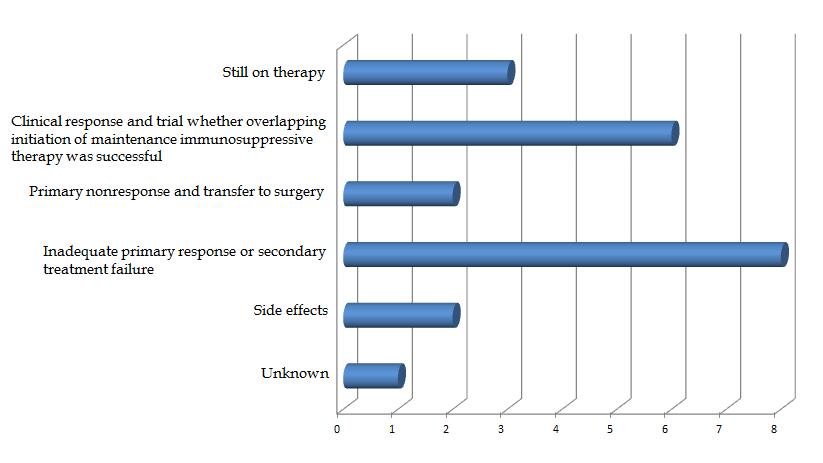 Still on therapy
Clinical response and trial whether overlapping
initiation of maintenance immunosuppressive
therapy was successful
Primary nonresponse and transfer to surgery
Inadequate primary response or secondary
treatment failure
Side effects
Unknown
0 1 2 3 4 5 6 7 8